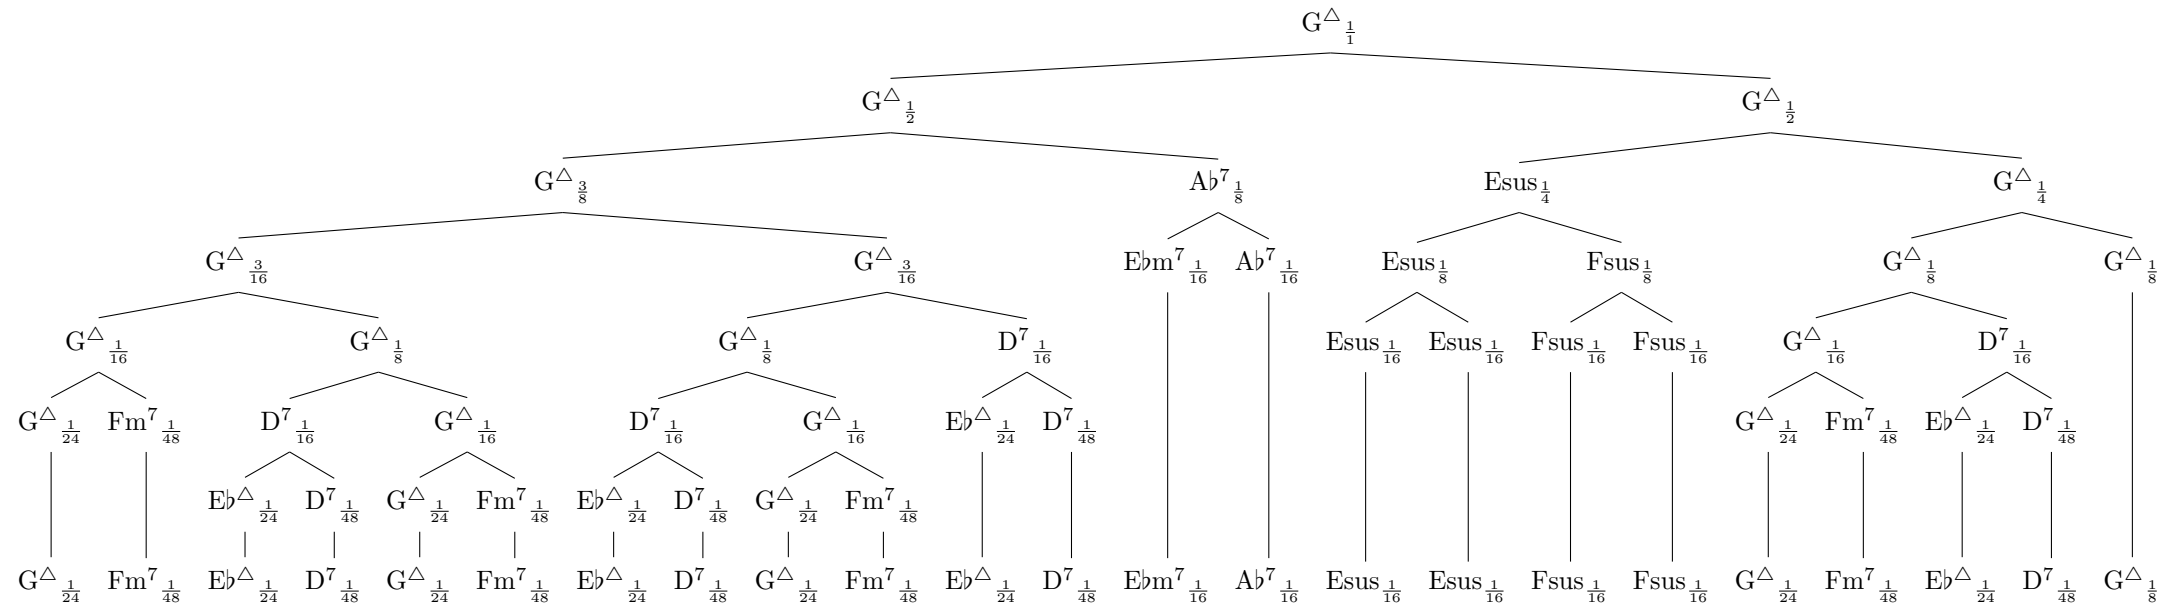 G△ 1/1
G△ 1/2 G△ 1/2
G△ 3/8 A♭7 1/8 Esus 1/4 G△ 1/4
G△ 3/16 G△ 3/16 E♭m7 1/16 A♭7 1/16 Esus 1/8 Fsus 1/8 G△ 1/8 G△ 1/8
G△ 1/16 G△ 1/8 G△ 1/8 D7 1/16 Esus 1/16 Esus 1/16 Fsus 1/16 Fsus 1/16 G△ 1/16 D7 1/16
G△ 1/24 Fm7 1/48 D7 1/16 G△ 1/16 D7 1/16 G△ 1/16 E♭△ 1/24 D7 1/48 G△ 1/24 Fm7 1/48 E♭△ 1/24 D7 1/48
E♭△ 1/24 D7 1/48 G△ 1/24 Fm7 1/48 E♭△ 1/24 D7 1/48 G△ 1/24 Fm7 1/48
G△ 1/24 Fm7 1/48 E♭△ 1/24 D7 1/48 G△ 1/24 Fm7 1/48 E♭△ 1/24 D7 1/48 G△ 1/24 Fm7 1/48 E♭△ 1/24 D7 1/48 E♭m7 1/16 A♭7 1/16 Esus 1/16 Esus 1/16 Fsus 1/16 Fsus 1/16 G△ 1/24 Fm7 1/48 E♭△ 1/24 D7 1/48 G△ 1/8